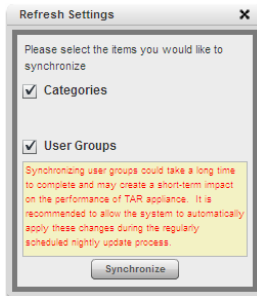 Refresh Settings
Please select the items you would like to
synchronize
Categories
User Groups
Synchronizing user groups could take a long time
to complete and may create a short-term impact
on the performance of TAR appliance. It is
recommended to allow the system to automatically
apply these changes during the regularly
scheduled nightly update process.
Synchronize